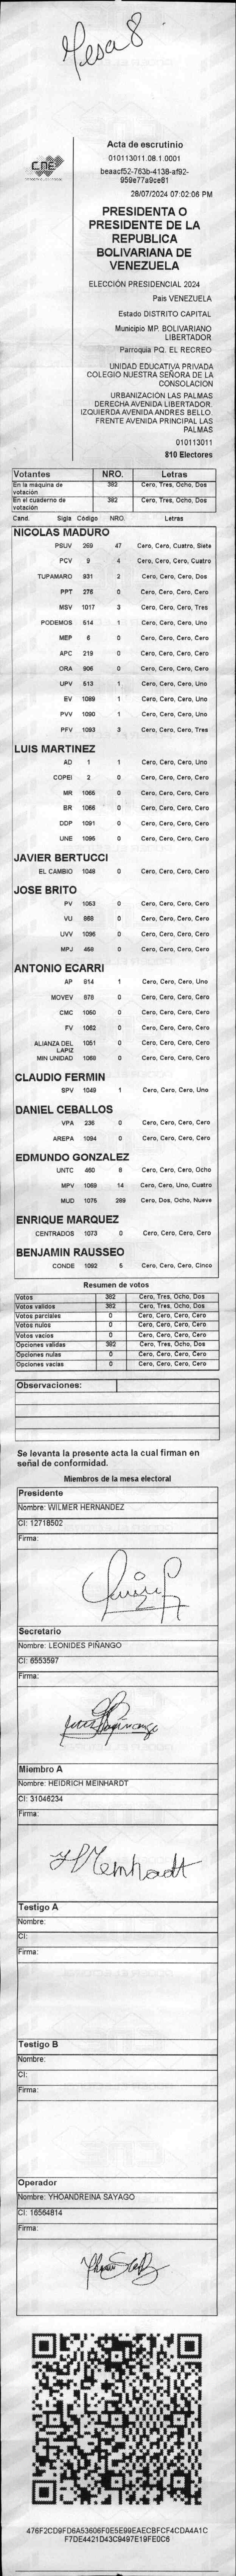 Mesa 8
CNE
Acta de escrutinio
010113011.08.1.0001
beaacf52-763b-4138-af92-
959e77a9ce61
28/07/2024 07:02:06 PM
PRESIDENTA O
PRESIDENTE DE LA
REPUBLICA
BOLIVARIANA DE
VENEZUELA
ELECCIÓN PRESIDENCIAL 2024
Pais VENEZUELA
Estado DISTRITO CAPITAL
Municipio MP. BOLIVARIANO
LIBERTADOR
Parroquia PQ. EL RECREO
UNIDAD EDUCATIVA PRIVADA
COLEGIO NUESTRA SEÑORA DE LA
CONSOLACION
URBANIZACIÓN LAS PALMAS
DERECHA AVENIDA LIBERTADOR.
IZQUIERDA AVENIDA ANDRES BELLO.
FRENTE AVENIDA PRINCIPAL LAS
PALMAS
010113011
810 Electores
Votantes NRO. Letras
En la máquina de votación 382 Cero, Tres, Ocho, Dos
En el cuaderno de votación 382 Cero, Tres, Ocho, Dos
Cand. Sigla Código NRO. Letras
NICOLAS MADURO
PSUV 269 47 Cero, Cero, Cuatro, Siete
PCV 9 4 Cero, Cero, Cero, Cuatro
TUPAMARO 931 2 Cero, Cero, Cero, Dos
PPT 276 0 Cero, Cero, Cero, Cero
MSV 1017 3 Cero, Cero, Cero, Tres
PODEMOS 514 1 Cero, Cero, Cero, Uno
MEP 6 0 Cero, Cero, Cero, Cero
APC 219 0 Cero, Cero, Cero, Cero
ORA 906 0 Cero, Cero, Cero, Cero
UPV 513 1 Cero, Cero, Cero, Uno
EV 1089 1 Cero, Cero, Cero, Uno
PVV 1090 1 Cero, Cero, Cero, Uno
PFV 1093 3 Cero, Cero, Cero, Tres
LUIS MARTINEZ
AD 1 1 Cero, Cero, Cero, Uno
COPEI 2 0 Cero, Cero, Cero, Cero
MR 1065 0 Cero, Cero, Cero, Cero
BR 1066 0 Cero, Cero, Cero, Cero
DDP 1091 0 Cero, Cero, Cero, Cero
UNE 1095 0 Cero, Cero, Cero, Cero
JAVIER BERTUCCI
EL CAMBIO 1048 0 Cero, Cero, Cero, Cero
JOSE BRITO
PV 1053 0 Cero, Cero, Cero, Cero
VU 868 0 Cero, Cero, Cero, Cero
UVV 1096 0 Cero, Cero, Cero, Cero
MPJ 458 0 Cero, Cero, Cero, Cero
ANTONIO ECARRI
AP 914 1 Cero, Cero, Cero, Uno
MOVEV 878 0 Cero, Cero, Cero, Cero
CMC 1050 0 Cero, Cero, Cero, Cero
FV 1062 0 Cero, Cero, Cero, Cero
ALIANZA DEL LAPIZ 1051 0 Cero, Cero, Cero, Cero
MIN UNIDAD 1068 0 Cero, Cero, Cero, Cero
CLAUDIO FERMIN
SPV 1049 1 Cero, Cero, Cero, Uno
DANIEL CEBALLOS
VPA 236 0 Cero, Cero, Cero, Cero
AREPA 1094 0 Cero, Cero, Cero, Cero
EDMUNDO GONZALEZ
UNTC 460 8 Cero, Cero, Cero, Ocho
MPV 1069 14 Cero, Cero, Uno, Cuatro
MUD 1075 289 Cero, Dos, Ocho, Nueve
ENRIQUE MARQUEZ
CENTRADOS 1073 0 Cero, Cero, Cero, Cero
BENJAMIN RAUSSEO
CONDE 1092 5 Cero, Cero, Cero, Cinco
Resumen de votos
Votos 382 Cero, Tres, Ocho, Dos
Votos validos 382 Cero, Tres, Ocho, Dos
Votos parciales 0 Cero, Cero, Cero, Cero
Votos nulos 0 Cero, Cero, Cero, Cero
Votos vacios 0 Cero, Cero, Cero, Cero
Opciones validas 382 Cero, Tres, Ocho, Dos
Opciones nulas 0 Cero, Cero, Cero, Cero
Opciones vacias 0 Cero, Cero, Cero, Cero
Observaciones:
Se levanta la presente acta la cual firman en
señal de conformidad.
Miembros de la mesa electoral
Presidente
Nombre: WILMER HERNANDEZ
CI: 12718502
Firma:
Secretario
Nombre: LEONIDES PIÑANGO
CI: 6553597
Firma:
Miembro A
Nombre: HEIDRICH MEINHARDT
CI: 31046234
Firma:
HMeinhardt
Testigo A
Nombre:
CI:
Firma:
Testigo B
Nombre:
CI:
Firma:
Operador
Nombre: YHOANDREINA SAYAGO
CI: 16564814
Firma:
476F2CD9FD6A53606F0E5E99EAECBFCF4CDA4A1C
F7DE4421D43C9497E19FE0C6